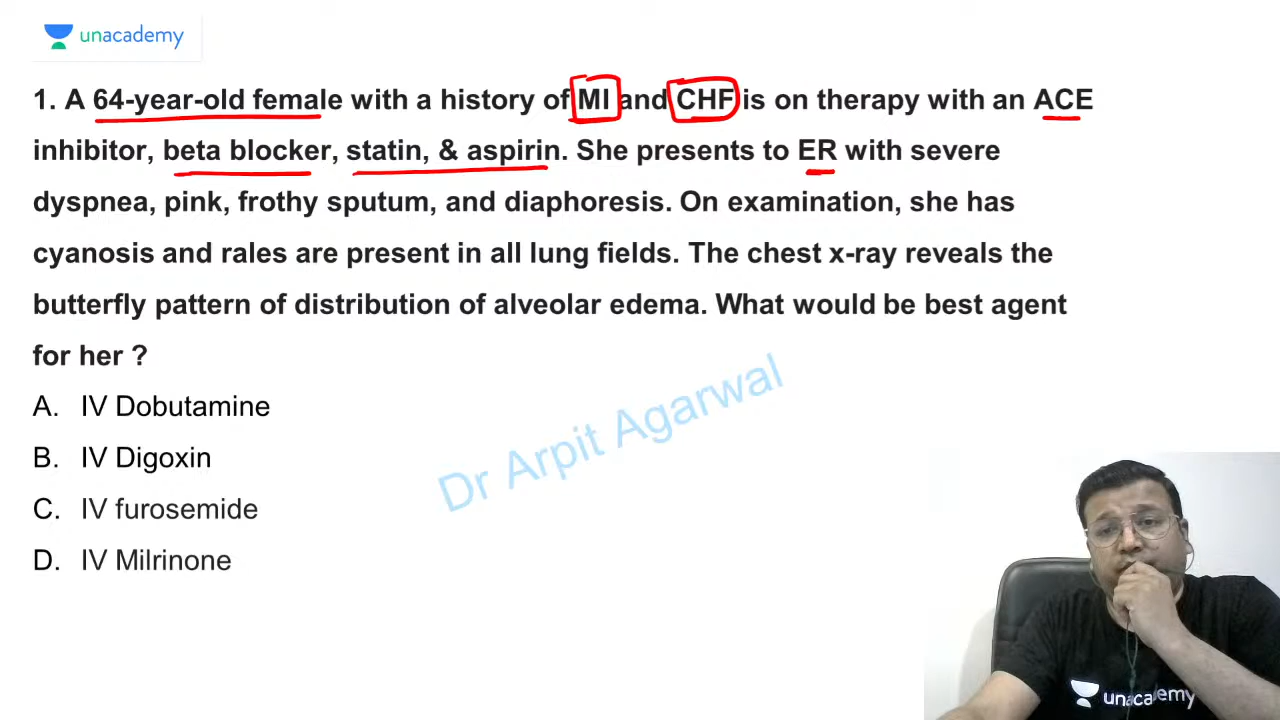 unacademy
1. A 64-year-old female with a history of MI and CHF is on therapy with an ACE
inhibitor, beta blocker, statin, & aspirin. She presents to ER with severe
dyspnea, pink, frothy sputum, and diaphoresis. On examination, she has
cyanosis and rales are present in all lung fields. The chest x-ray reveals the
butterfly pattern of distribution of alveolar edema. What would be best agent
for her ?
A. IV Dobutamine
B. IV Digoxin
C. IV furosemide
D. IV Milrinone
Dr Arpit Agarwal
unacademy